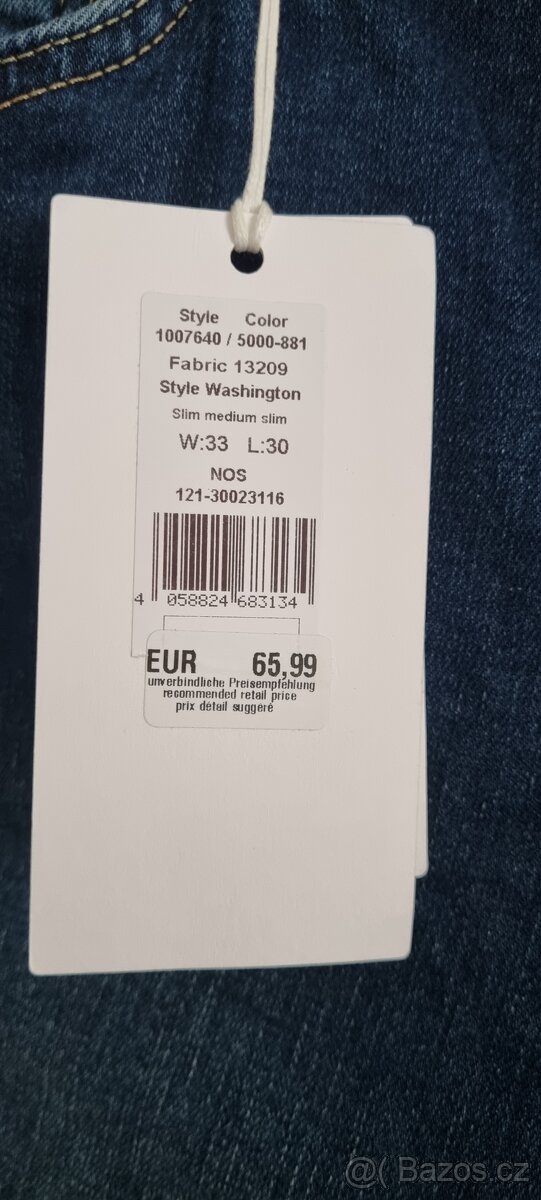 Style Color
1007640 / 5000-881
Fabric 13209
Style Washington
Slim medium slim
W:33 L:30
NOS
121-30023116
4 058824 683134
EUR 65,99
unverbindliche Preisempfehlung
recommended retail price
prix détail suggéré
@( Bazos.cz